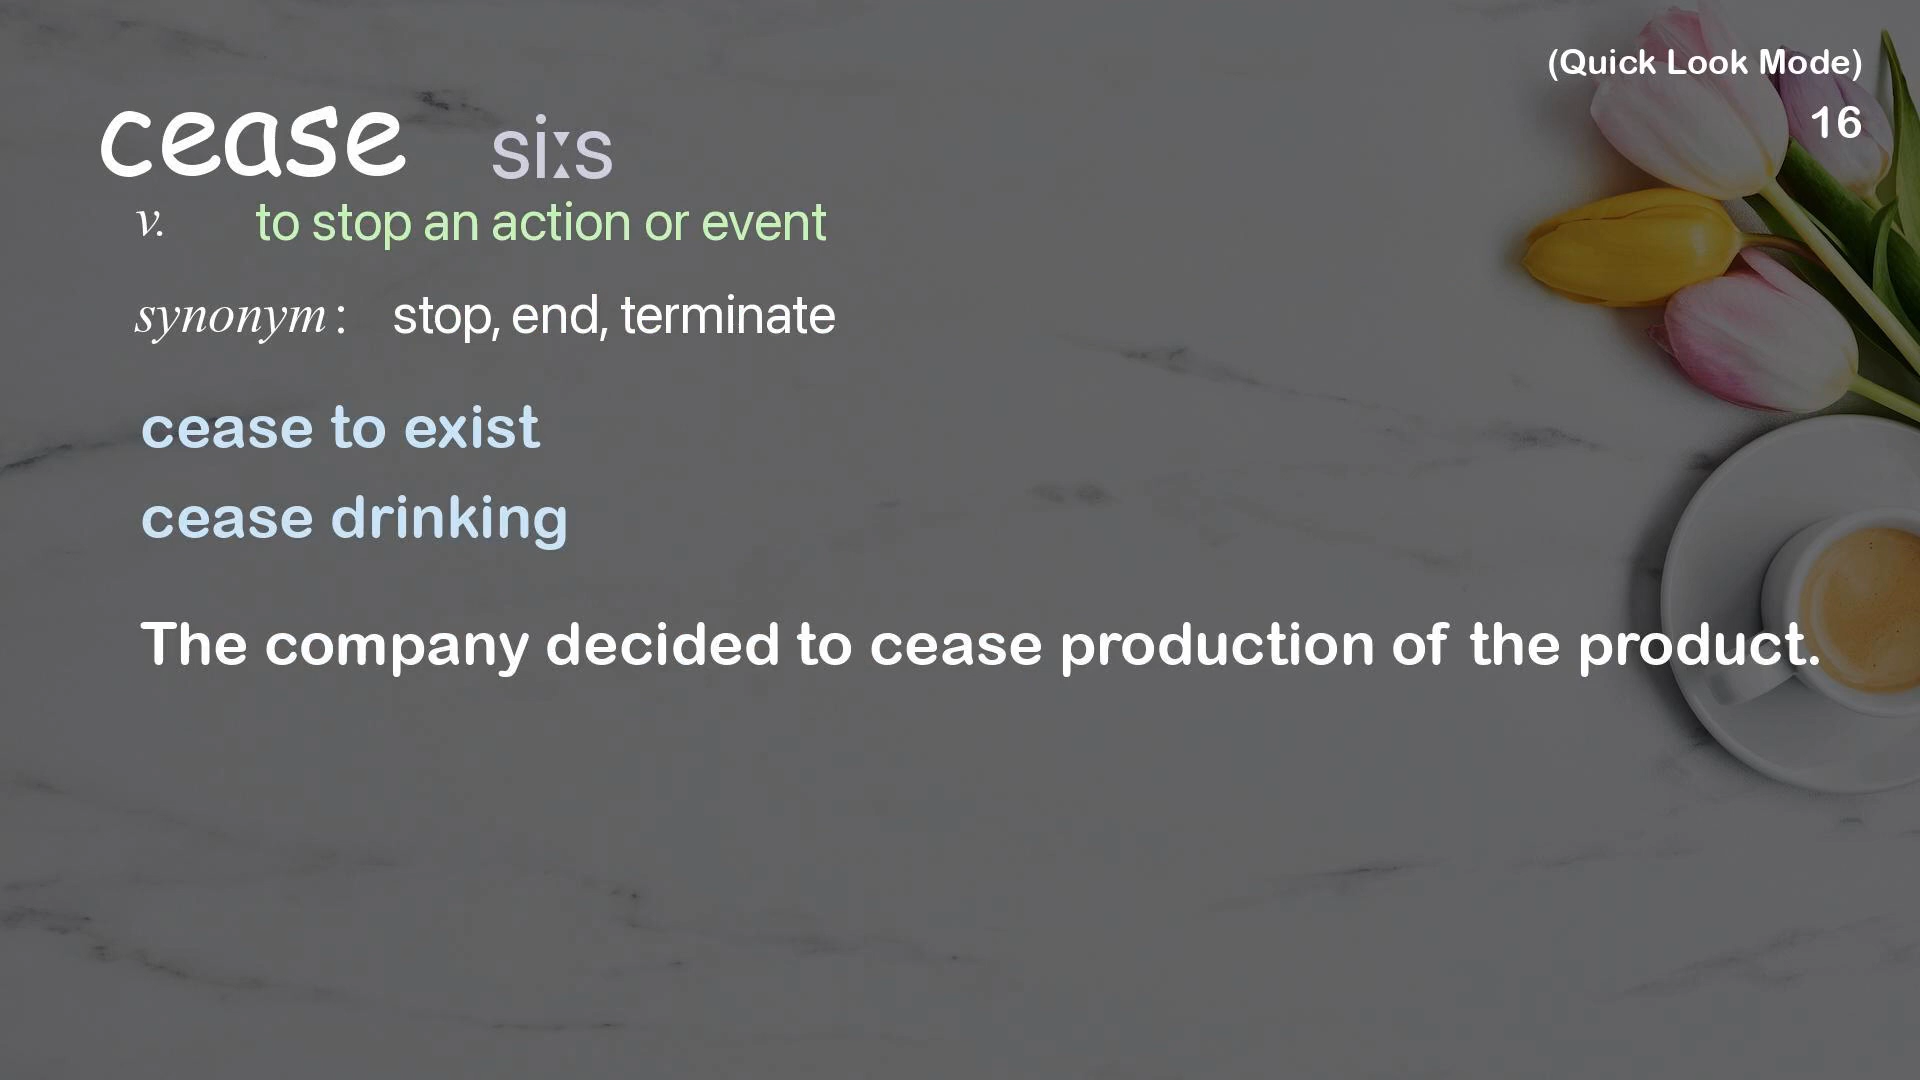 (Quick Look Mode)
16
cease siːs
v. to stop an action or event
synonym : stop, end, terminate
cease to exist
cease drinking
The company decided to cease production of the product.